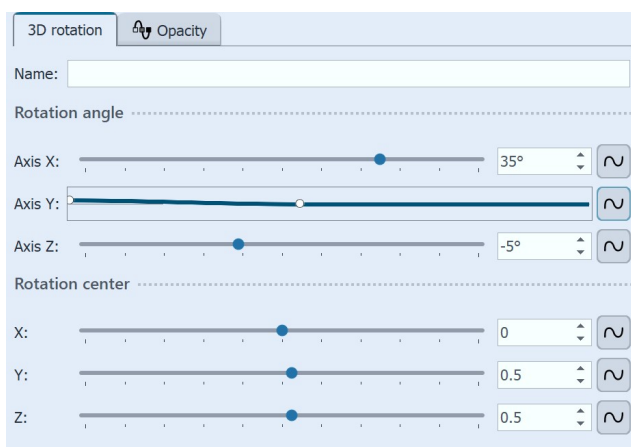 3D rotation Opacity
Name:
Rotation angle
Axis X: 35°
Axis Y:
Axis Z: -5°
Rotation center
X: 0
Y: 0.5
Z: 0.5